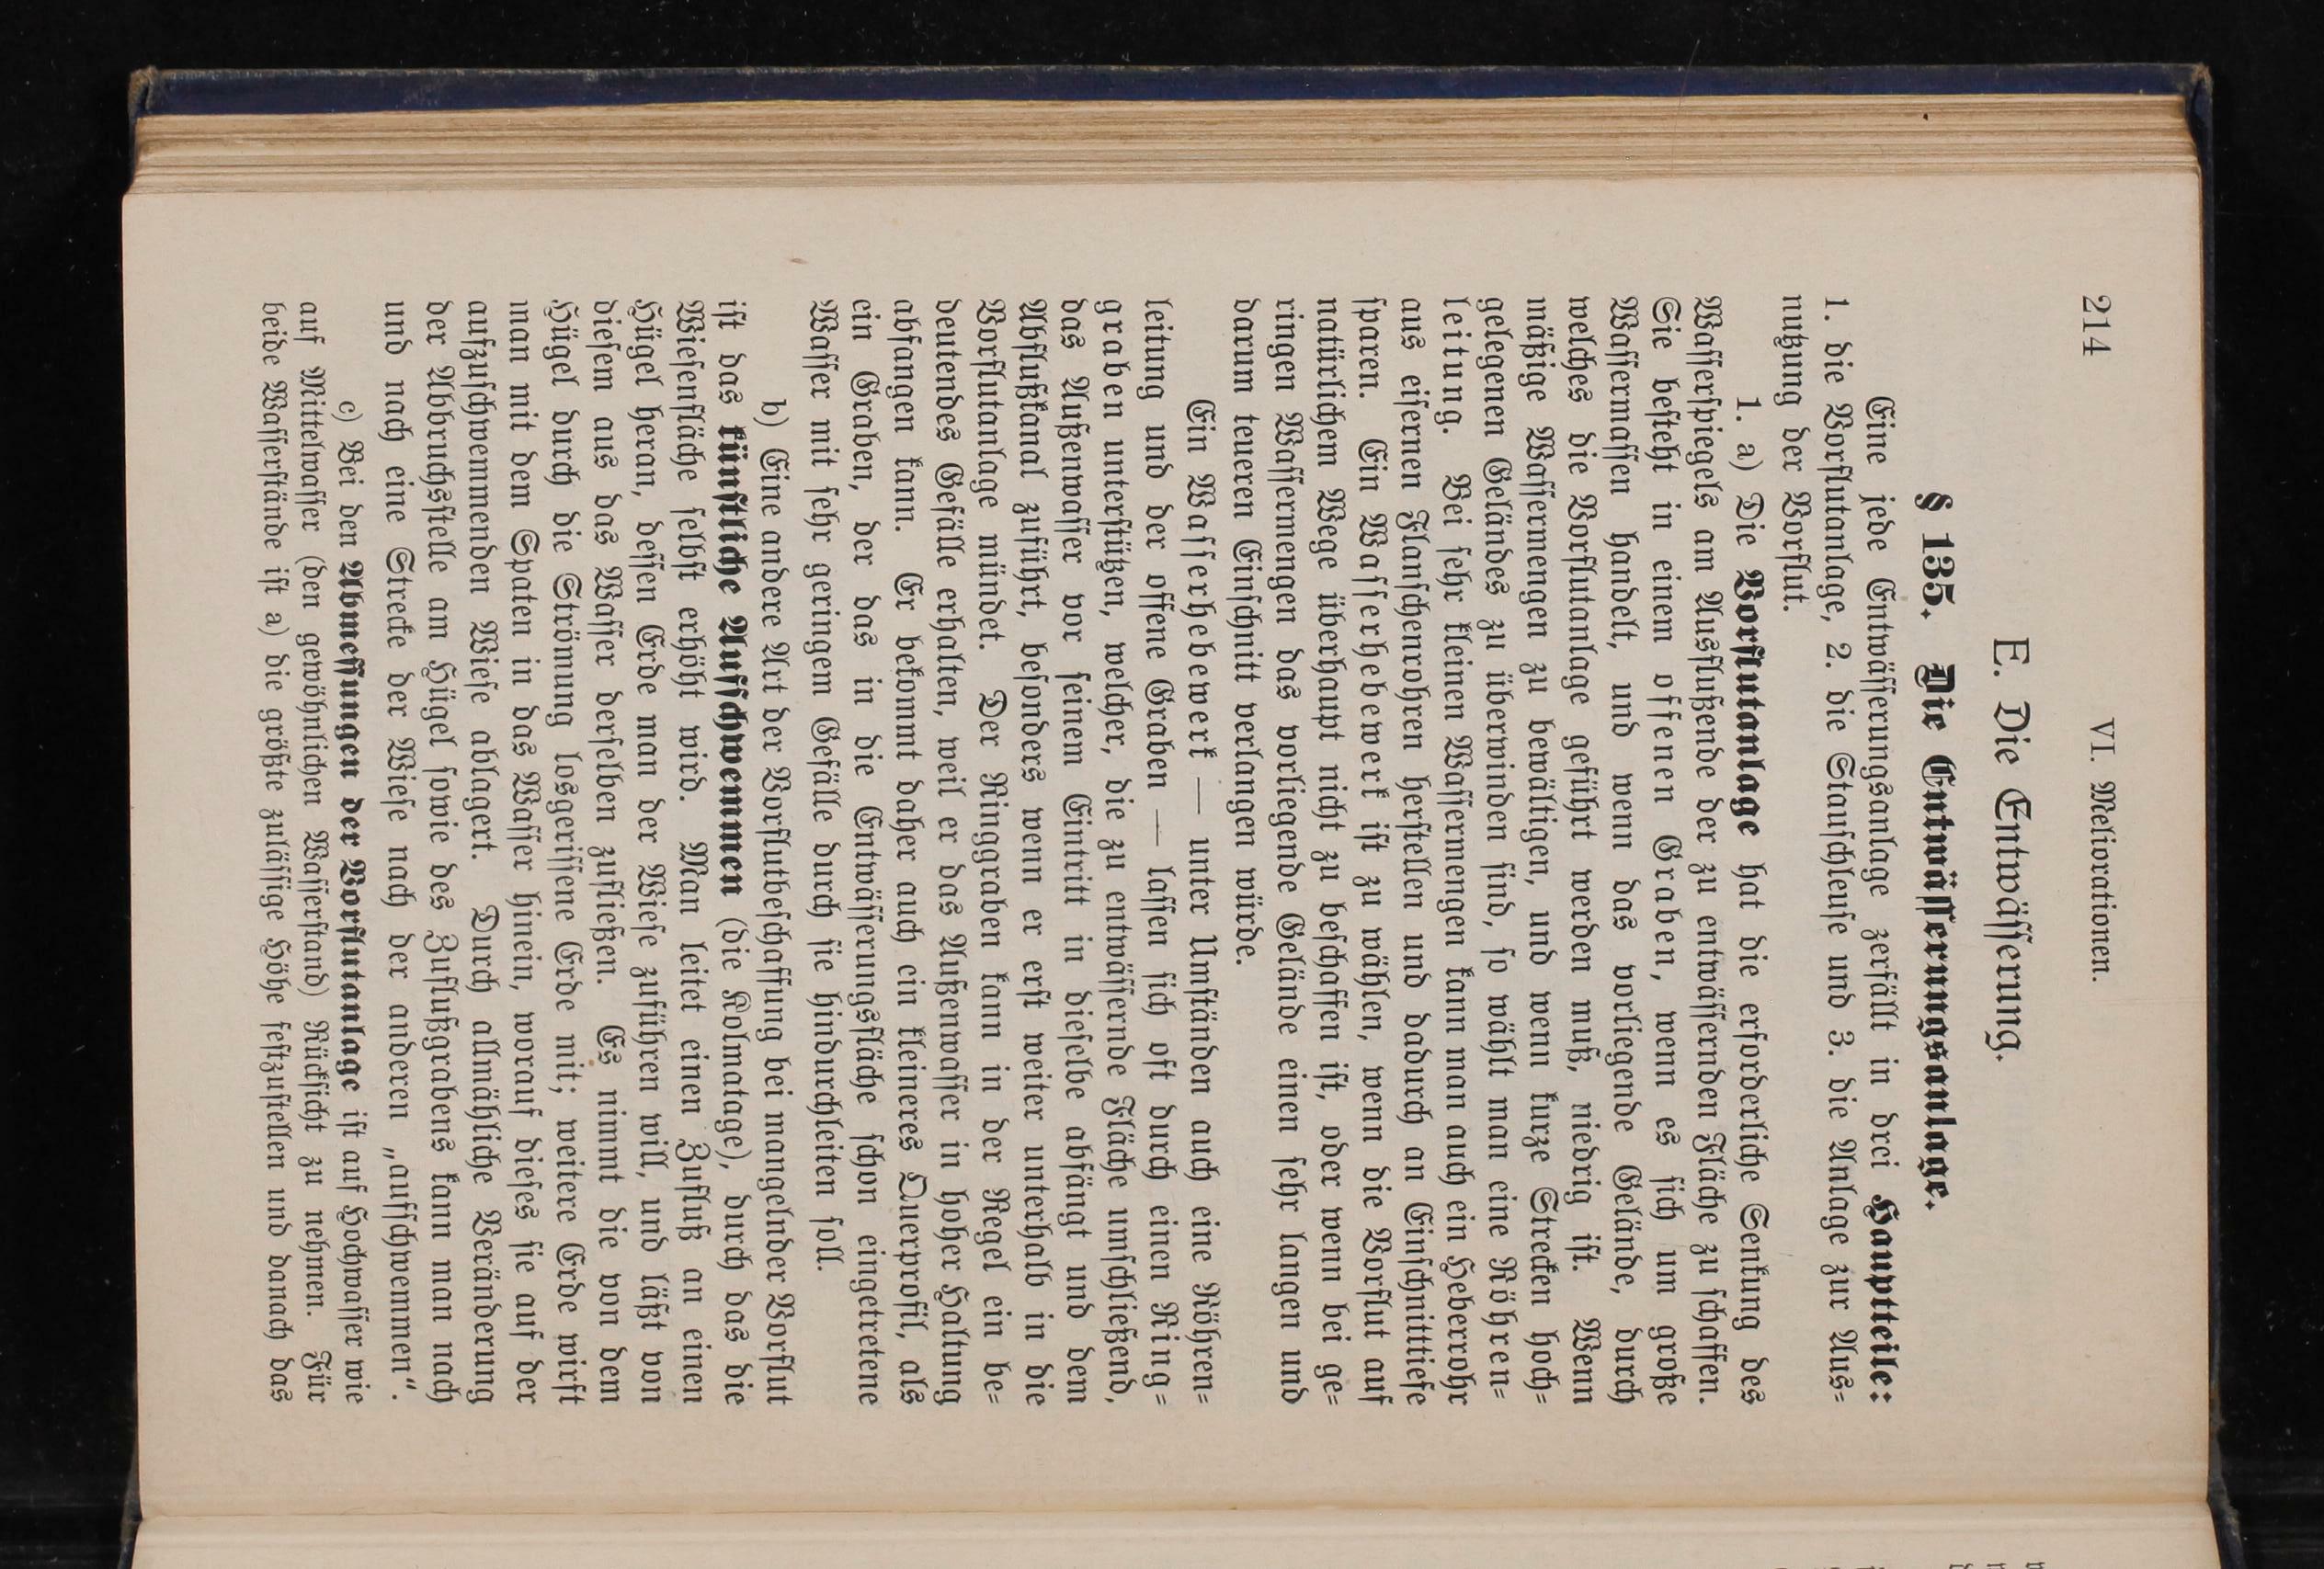 214
VI. Meliorationen.
E. Die Entwässerung.
§ 135. Die Entwässerungsanlage.
Eine jede Entwässerungsanlage zerfällt in drei Hauptteile:
1. die Vorflutanlage, 2. die Stauschleuse und 3. die Anlage zur Aus-
nutzung der Vorflut.
1. a) Die Vorflutanlage hat die erforderliche Senkung des
Wasserspiegels am Ausflußende der zu entwässernden Fläche zu schaffen.
Sie besteht in einem offenen Graben, wenn es sich um große
Wassermassen handelt, und wenn das vorliegende Gelände, durch
welches die Vorflutanlage geführt werden muß, niedrig ist. Wenn
mäßige Wassermengen zu bewältigen, und wenn kurze Strecken hoch-
gelegenen Geländes zu überwinden sind, so wählt man eine Röhren-
leitung. Bei sehr kleinen Wassermengen kann man auch ein Heberrohr
aus eisernen Flanschenrohren herstellen und dadurch an Einschnitttiefe
sparen. Ein Wasserhebewerk ist zu wählen, wenn die Vorflut auf
natürlichem Wege überhaupt nicht zu beschaffen ist, oder wenn bei ge-
ringen Wassermengen das vorliegende Gelände einen sehr langen und
darum teueren Einschnitt verlangen würde.
Ein Wasserhebewerk — unter Umständen auch eine Röhren-
leitung und der offene Graben — lassen sich oft durch einen Ring-
graben unterstützen, welcher, die zu entwässernde Fläche umschließend,
das Außenwasser vor seinem Eintritt in dieselbe abfängt und dem
Abflußkanal zuführt, besonders wenn er erst weiter unterhalb in die
Vorflutanlage mündet. Der Ringgraben kann in der Regel ein be-
deutendes Gefälle erhalten, weil er das Außenwasser in hoher Haltung
abfangen kann. Er bekommt daher auch ein kleineres Querprofil, als
ein Graben, der das in die Entwässerungsfläche schon eingetretene
Wasser mit sehr geringem Gefälle durch sie hindurchleiten soll.
b) Eine andere Art der Vorflutbeschaffung bei mangelnder Vorflut
ist das künstliche Aufschwemmen (die Kolmatage), durch das die
Wiesenfläche selbst erhöht wird. Man leitet einen Zufluß an einen
Hügel heran, dessen Erde man der Wiese zuführen will, und läßt von
diesem aus das Wasser derselben zufließen. Es nimmt die von dem
Hügel durch die Strömung losgerissene Erde mit; weitere Erde wirft
man mit dem Spaten in das Wasser hinein, worauf dieses sie auf der
aufzuschwemmenden Wiese ablagert. Durch allmähliche Veränderung
der Abbruchsstelle am Hügel sowie des Zuflußgrabens kann man nach
und nach eine Strecke der Wiese nach der anderen „aufschwemmen“.
c) Bei den Abmessungen der Vorflutanlage ist auf Hochwasser wie
auf Mittelwasser (den gewöhnlichen Wasserstand) Rücksicht zu nehmen. Für
beide Wasserstände ist a) die größte zulässige Höhe festzustellen und danach das